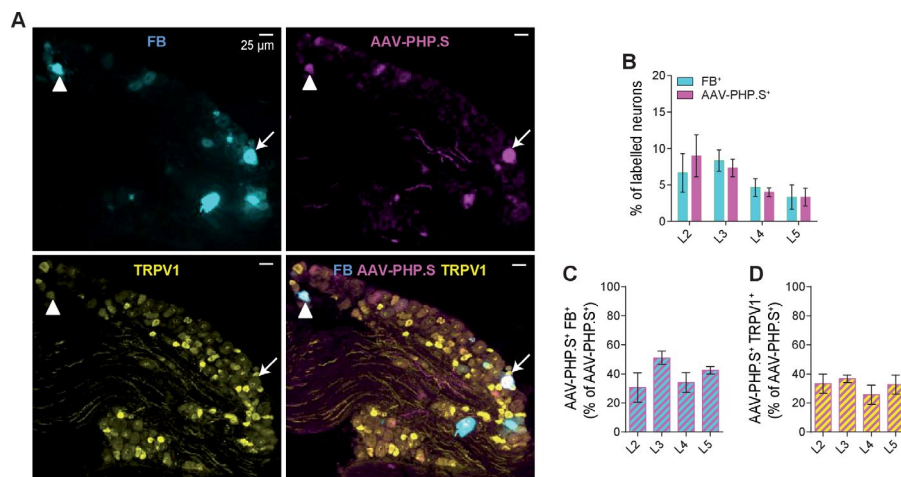 A
FB
25 µm
AAV-PHP.S
TRPV1
FB AAV-PHP.S TRPV1
B
% of labelled neurons
20
15
10
5
0
FB⁺
AAV-PHP.S⁺
L2
L3
L4
L5
C
AAV-PHP.S⁺ FB⁺
(% of AAV-PHP.S⁺)
100
80
60
40
20
0
L2
L3
L4
L5
D
AAV-PHP.S⁺ TRPV1⁺
(% of AAV-PHP.S⁺)
100
80
60
40
20
0
L2
L3
L4
L5